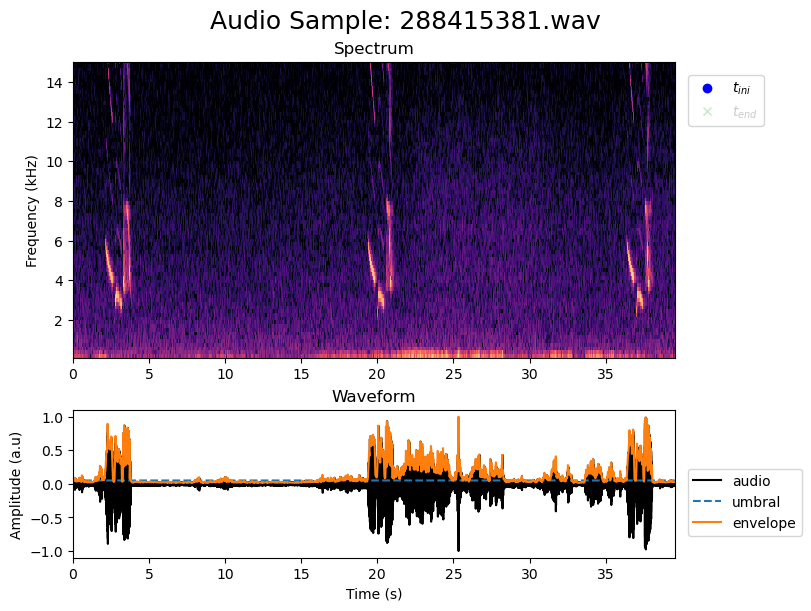 Audio Sample: 288415381.wav
Spectrum
14
12
10
8
6
4
2
Frequency (kHz)
0 5 10 15 20 25 30 35
t_ini
t_end
Waveform
1.0
0.5
0.0
−0.5
−1.0
Amplitude (a.u)
0 5 10 15 20 25 30 35
Time (s)
audio
umbral
envelope